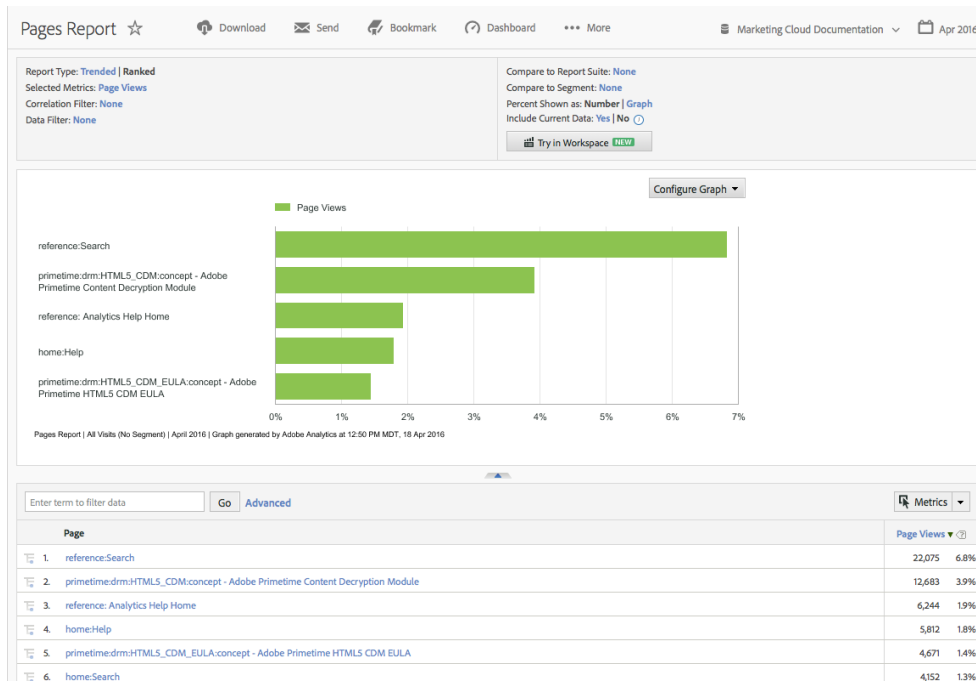 Pages Report
Download
Send
Bookmark
Dashboard
More
Marketing Cloud Documentation
Apr 2016
Report Type: Trended | Ranked
Selected Metrics: Page Views
Correlation Filter: None
Data Filter: None
Compare to Report Suite: None
Compare to Segment: None
Percent Shown as: Number | Graph
Include Current Data: Yes | No
Try in Workspace NEW
Configure Graph
Page Views
reference:Search
primetime:drm:HTML5_CDM:concept - Adobe
Primetime Content Decryption Module
reference: Analytics Help Home
home:Help
primetime:drm:HTML5_CDM_EULA:concept - Adobe
Primetime HTML5 CDM EULA
0% 1% 2% 3% 4% 5% 6% 7%
Pages Report | All Visits (No Segment) | April 2016 | Graph generated by Adobe Analytics at 12:50 PM MDT, 18 Apr 2016
Enter term to filter data
Go
Advanced
Metrics
Page
Page Views
1. reference:Search 22,075 6.8%
2. primetime:drm:HTML5_CDM:concept - Adobe Primetime Content Decryption Module 12,683 3.9%
3. reference: Analytics Help Home 6,244 1.9%
4. home:Help 5,812 1.8%
5. primetime:drm:HTML5_CDM_EULA:concept - Adobe Primetime HTML5 CDM EULA 4,671 1.4%
6. home:Search 4,152 1.3%